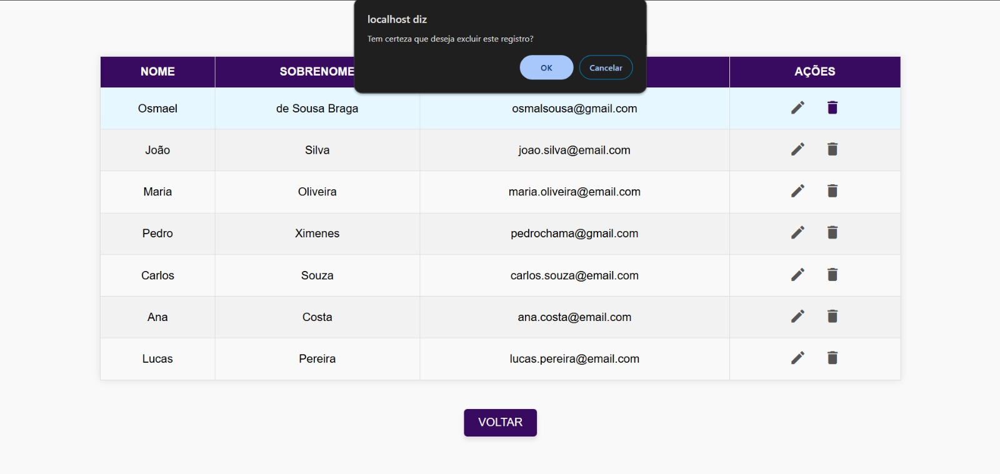 localhost diz
Tem certeza que deseja excluir este registro?
OK Cancelar
NOME SOBRENOME AÇÕES
Osmael de Sousa Braga osmalsousa@gmail.com
João Silva joao.silva@email.com
Maria Oliveira maria.oliveira@email.com
Pedro Ximenes pedrochama@gmail.com
Carlos Souza carlos.souza@email.com
Ana Costa ana.costa@email.com
Lucas Pereira lucas.pereira@email.com
VOLTAR